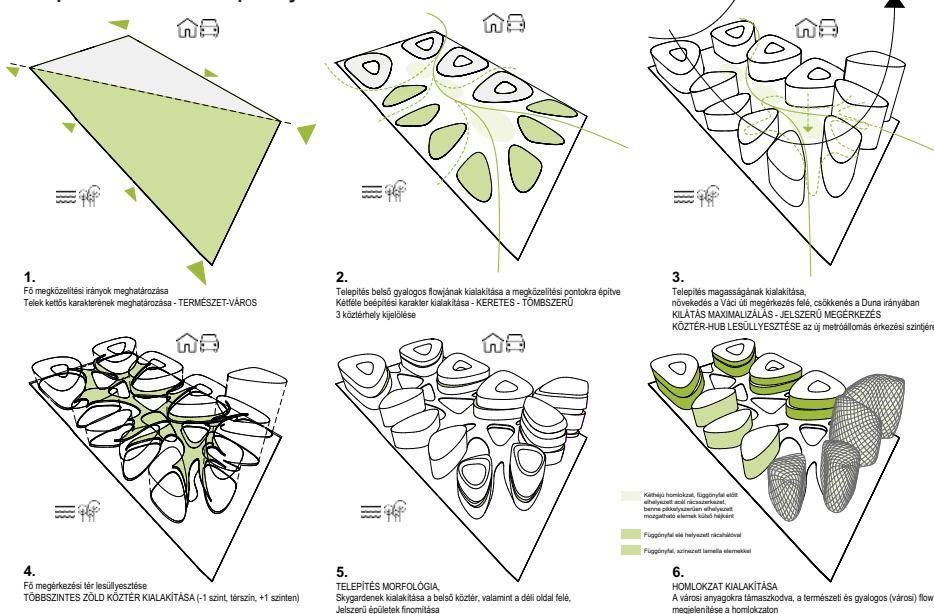 1.
Fő megközelítési irányok meghatározása
Telek kettős karakterének meghatározása - TERMÉSZET-VÁROS
2.
Telepítés belső gyalogos flowjának kialakítása a megközelítési pontokra építve
Kétféle beépítési karakter kialakítása - KERETES - TÖMBSZERŰ
3 köztérhely kijelölése
3.
Telepítés magasságának kialakítása,
növekedés a Váci úti megérkezés felé, csökkenés a Duna irányában
KILÁTÁS MAXIMALIZÁLÁS - JELSZERŰ MEGÉRKEZÉS
KÖZTÉR-HUB LESÜLLYESZTÉSE az új metróállomás érkezési szintjére
4.
Fő megérkezési tér lesüllyesztése
TÖBBSZINTES ZÖLD KÖZTÉR KIALAKÍTÁSA (-1 szint, térszín, +1 szinten)
5.
TELEPÍTÉS MORFOLÓGIA,
Skygardenek kialakítása a belső köztér, valamint a déli oldal felé,
Jelszerű épületek finomítása
Kéthéjú homlokzat, függönyfal előtt
elhelyezett acél rácsszerkezet,
benne pikkelyszerűen elhelyezett
mozgatható elemek külső héjként
Függönyfal elé helyezett rácshálóval
Függönyfal, színezett lamella elemekkel
6.
HOMLOKZAT KIALAKÍTÁSA
A városi anyagokra támaszkodva, a természeti és gyalogos (városi) flow
megjelenítése a homlokzaton